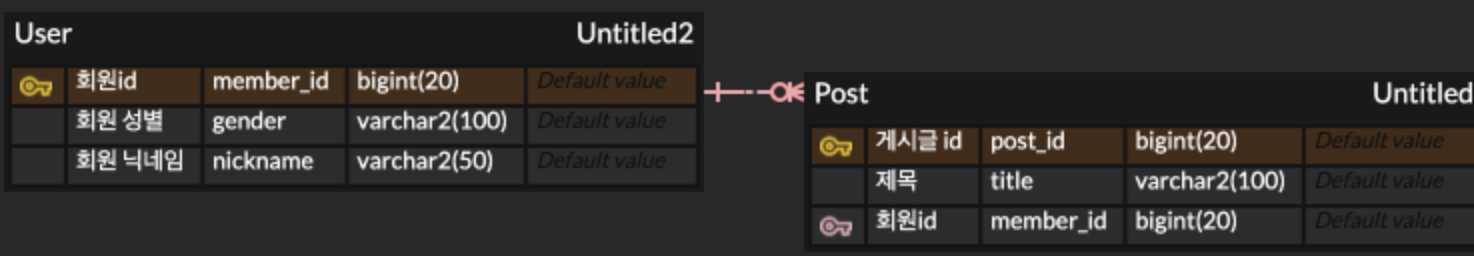 User Untitled2
회원id member_id bigint(20) Default value
회원 성별 gender varchar2(100) Default value
회원 닉네임 nickname varchar2(50) Default value
Post Untitled
게시글 id post_id bigint(20) Default value
제목 title varchar2(100) Default value
회원id member_id bigint(20) Default value